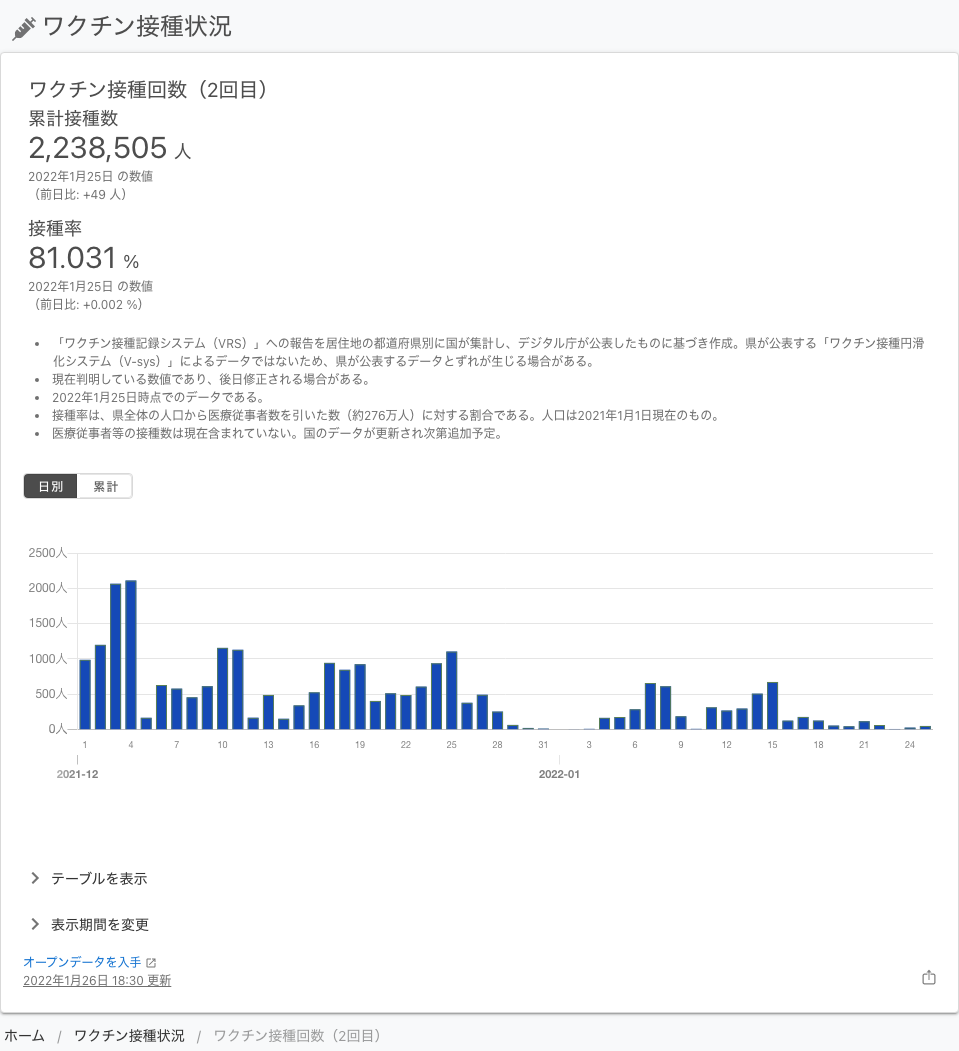 ワクチン接種状況
ワクチン接種回数（2回目）
累計接種数
2,238,505 人
2022年1月25日 の数値
（前日比: +49 人）
接種率
81.031 %
2022年1月25日 の数値
（前日比: +0.002 %）
• 「ワクチン接種記録システム（VRS）」への報告を居住地の都道府県別に国が集計し、デジタル庁が公表したものに基づき作成。県が公表する「ワクチン接種円滑
化システム（V-sys）」によるデータではないため、県が公表するデータとずれが生じる場合がある。
• 現在判明している数値であり、後日修正される場合がある。
• 2022年1月25日時点でのデータである。
• 接種率は、県全体の人口から医療従事者数を引いた数（約276万人）に対する割合である。人口は2021年1月1日現在のもの。
• 医療従事者等の接種数は現在含まれていない。国のデータが更新され次第追加予定。
日別 累計
2500人
2000人
1500人
1000人
500人
0人
1 4 7 10 13 16 19 22 25 28 31 3 6 9 12 15 18 21 24
2021-12 2022-01
テーブルを表示
表示期間を変更
オープンデータを入手
2022年1月26日 18:30 更新
ホーム / ワクチン接種状況 / ワクチン接種回数（2回目）